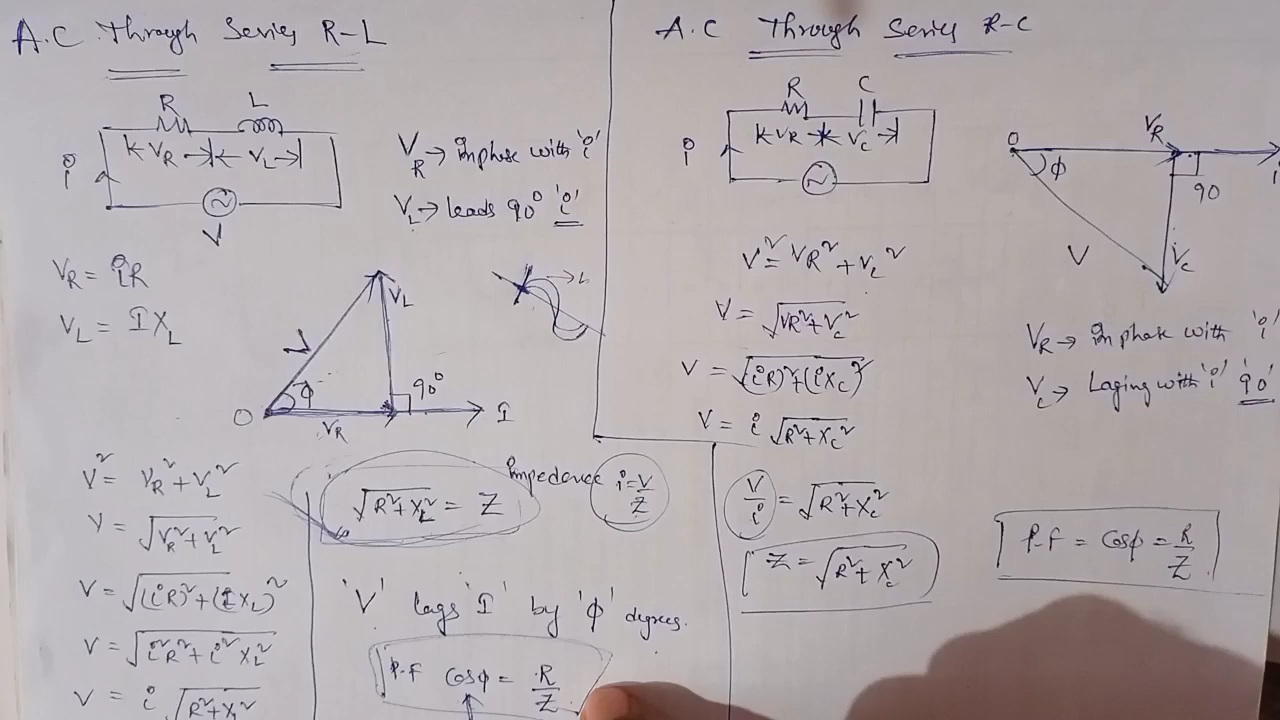 A.C Through Series R-L
R L
VR VL
i
V
VR → inphase with 'i'
VL → leads 90° 'i'
VR = iR
VL = IXL
VL
V
φ
90°
O
VR
I
V² = VR² + VL²
V = √VR²+VL²
V = √(iR)²+(iXL)²
V = √i²R²+i²XL²
V = i √R²+XL²
√R²+XL² = Z
impedence i=V/Z
'V' lags 'I' by 'φ' degrees.
P.F cosφ = R/Z
A.C Through Series R-C
R C
VR Vc
i
O
VR
i
φ
90
V
Vc
V² = VR² + Vc²
V = √VR²+Vc²
V = √(iR)²+(iXc)²
V = i √R²+Xc²
V/i = √R²+Xc²
Z = √R²+Xc²
VR → in phase with 'i'
Vc → Laging with 'i' 90°
P.F = cosφ = R/Z